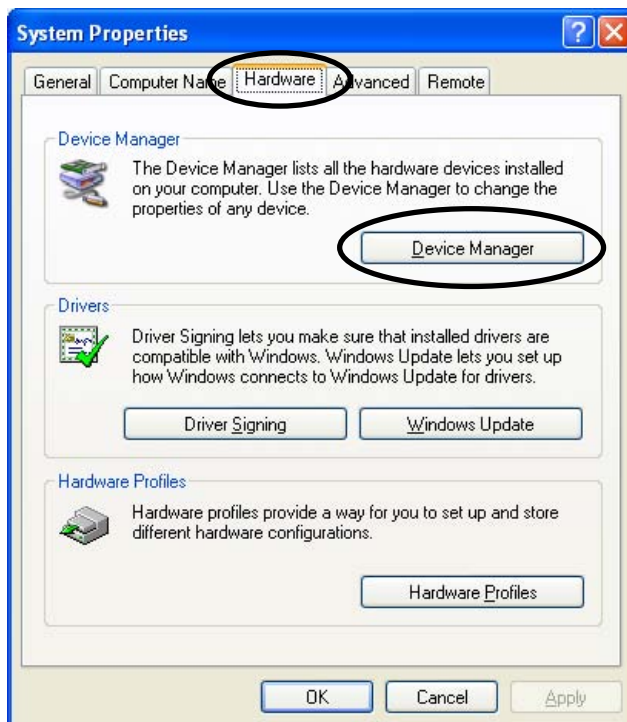 System Properties
General Computer Name Hardware Advanced Remote
Device Manager
The Device Manager lists all the hardware devices installed
on your computer. Use the Device Manager to change the
properties of any device.
Device Manager
Drivers
Driver Signing lets you make sure that installed drivers are
compatible with Windows. Windows Update lets you set up
how Windows connects to Windows Update for drivers.
Driver Signing Windows Update
Hardware Profiles
Hardware profiles provide a way for you to set up and store
different hardware configurations.
Hardware Profiles
OK Cancel Apply